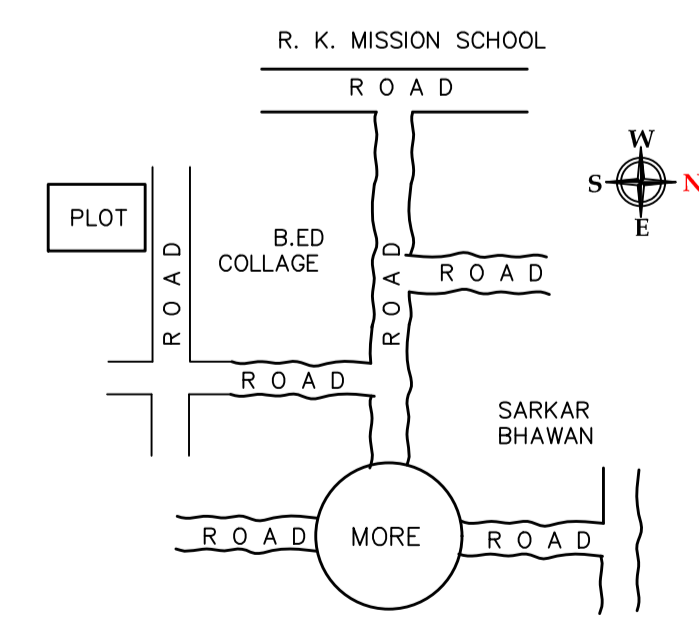 R. K. MISSION SCHOOL
ROAD
W
S
N
E
PLOT
B.ED
COLLAGE
ROAD
ROAD
ROAD
ROAD
SARKAR
BHAWAN
ROAD
MORE
ROAD